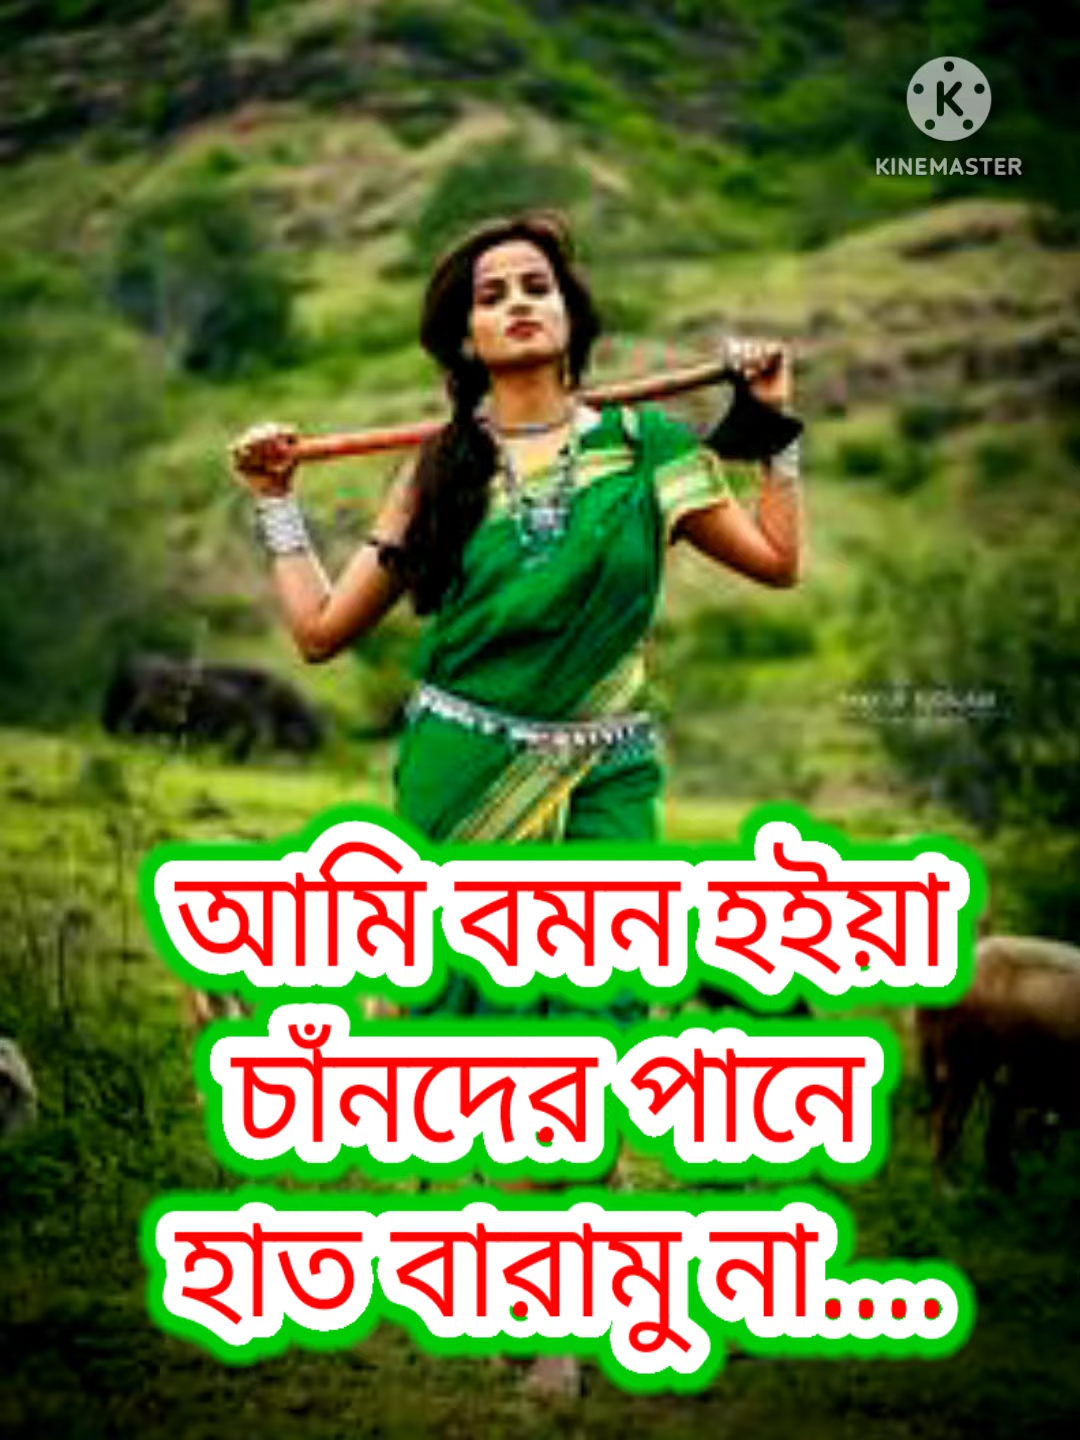 KINEMASTER
আমি বমন হইয়া
চাঁনদের পানে
হাত বারামু না....